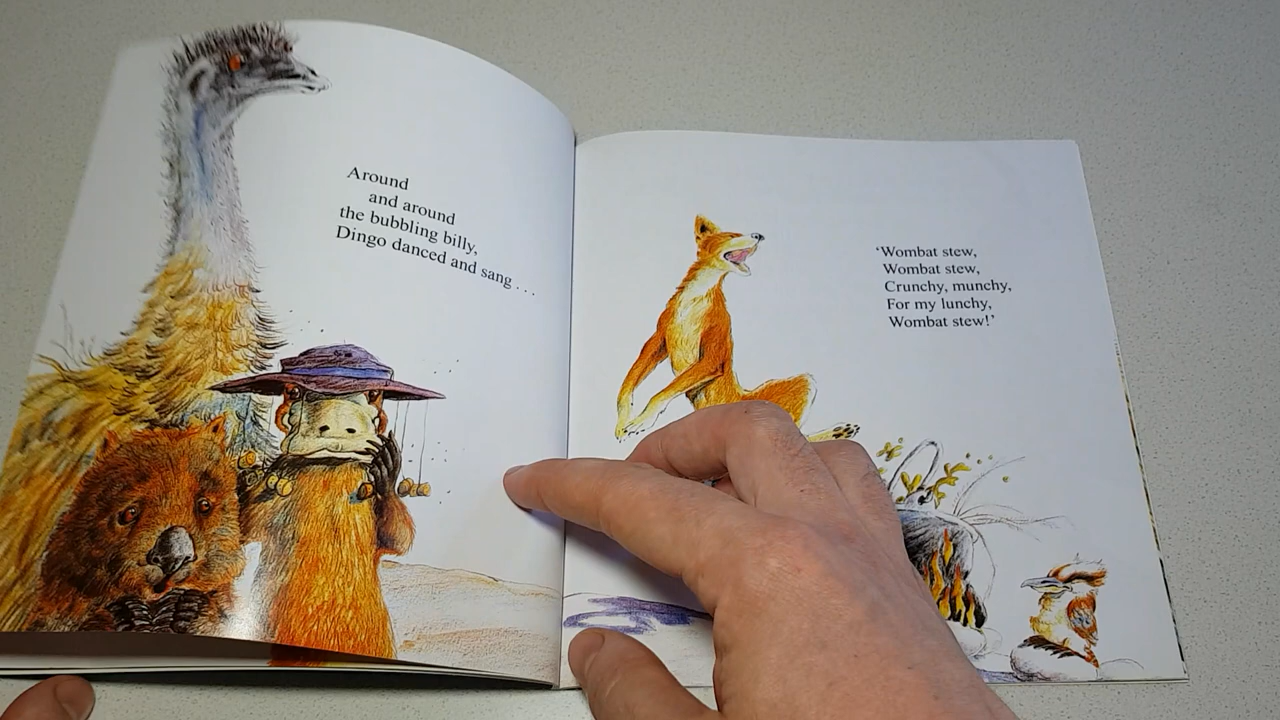 Around
and around
the bubbling billy,
Dingo danced and sang . . .
‘Wombat stew,
Wombat stew,
Crunchy, munchy,
For my lunchy,
Wombat stew!’